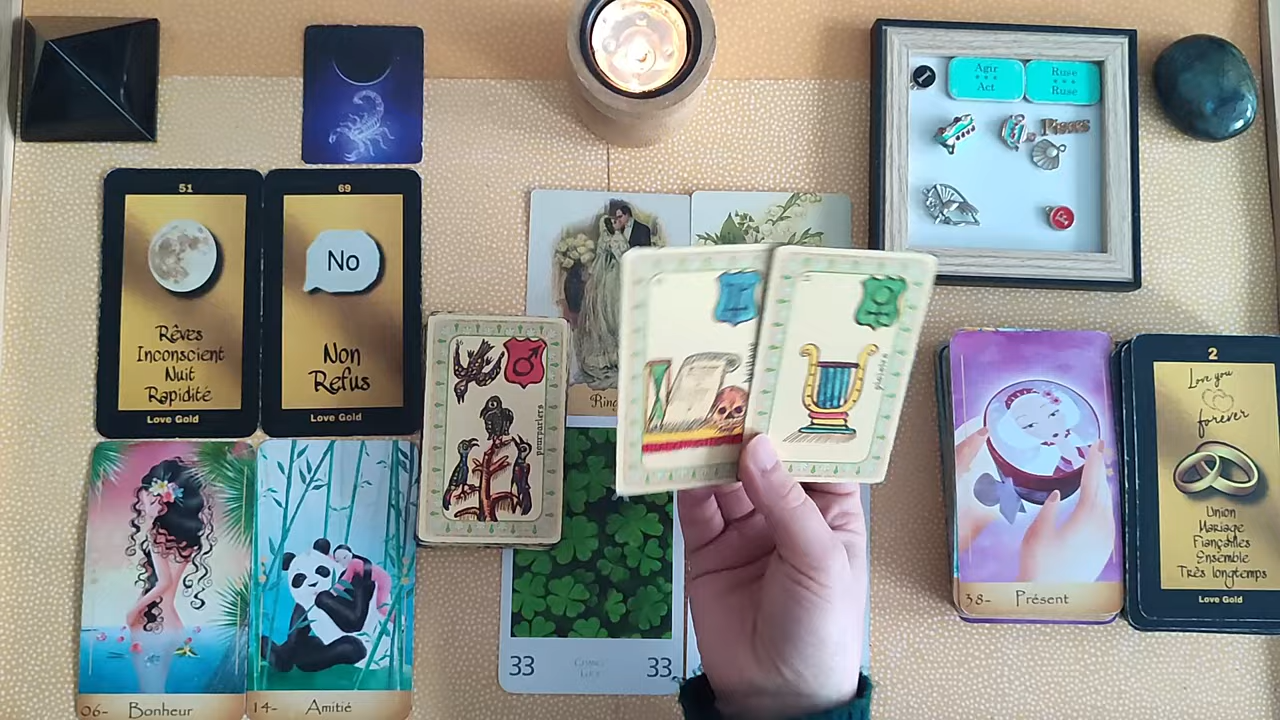 Agir
Act
Ruse
Ruse
Pisces
51
Rêves
Inconscient
Nuit
Rapidité
Love Gold
69
No
Non
Refus
Love Gold
pourparlers
plaisirs
2
Love you
forever
Union
Mariage
Fiançailles
Ensemble
Très longtemps
Love Gold
38- Présent
33
33
06- Bonheur
14- Amitié